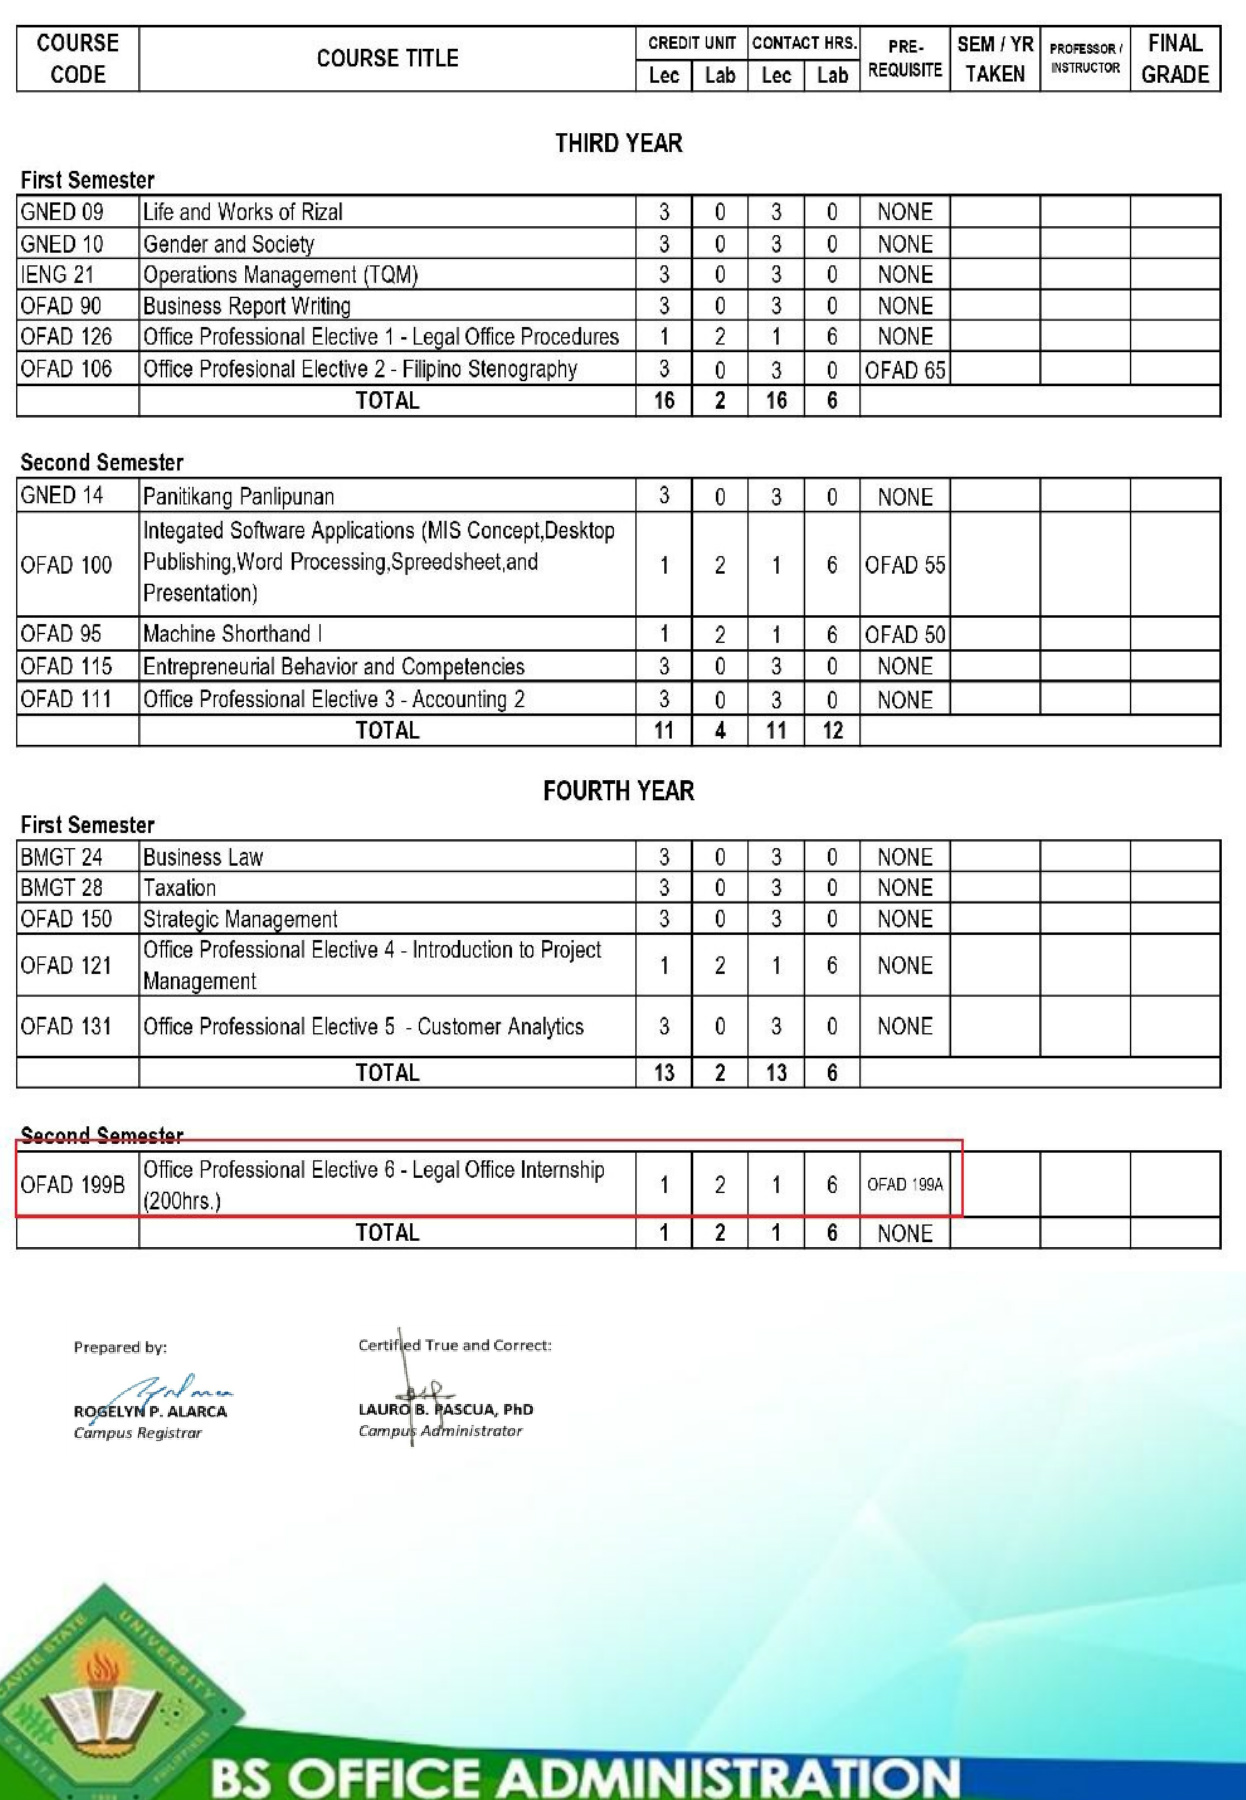 COURSE CODE COURSE TITLE CREDIT UNIT CONTACT HRS. PRE-REQUISITE SEM / YR TAKEN PROFESSOR / INSTRUCTOR FINAL GRADE
Lec Lab Lec Lab
THIRD YEAR
First Semester
GNED 09 Life and Works of Rizal 3 0 3 0 NONE
GNED 10 Gender and Society 3 0 3 0 NONE
IENG 21 Operations Management (TQM) 3 0 3 0 NONE
OFAD 90 Business Report Writing 3 0 3 0 NONE
OFAD 126 Office Professional Elective 1 - Legal Office Procedures 1 2 1 6 NONE
OFAD 106 Office Profesional Elective 2 - Filipino Stenography 3 0 3 0 OFAD 65
TOTAL 16 2 16 6
Second Semester
GNED 14 Panitikang Panlipunan 3 0 3 0 NONE
OFAD 100 Integated Software Applications (MIS Concept,Desktop
Publishing,Word Processing,Spreedsheet,and
Presentation) 1 2 1 6 OFAD 55
OFAD 95 Machine Shorthand I 1 2 1 6 OFAD 50
OFAD 115 Entrepreneurial Behavior and Competencies 3 0 3 0 NONE
OFAD 111 Office Professional Elective 3 - Accounting 2 3 0 3 0 NONE
TOTAL 11 4 11 12
FOURTH YEAR
First Semester
BMGT 24 Business Law 3 0 3 0 NONE
BMGT 28 Taxation 3 0 3 0 NONE
OFAD 150 Strategic Management 3 0 3 0 NONE
OFAD 121 Office Professional Elective 4 - Introduction to Project
Management 1 2 1 6 NONE
OFAD 131 Office Professional Elective 5 - Customer Analytics 3 0 3 0 NONE
TOTAL 13 2 13 6
Second Semester
OFAD 199B Office Professional Elective 6 - Legal Office Internship
(200hrs.) 1 2 1 6 OFAD 199A
TOTAL 1 2 1 6 NONE
Prepared by:
ROGELYN P. ALARCA
Campus Registrar
Certified True and Correct:
LAURO B. PASCUA, PhD
Campus Administrator
CAVITE STATE UNIVERSITY
CAVITE PHILIPPINES
BS OFFICE ADMINISTRATION